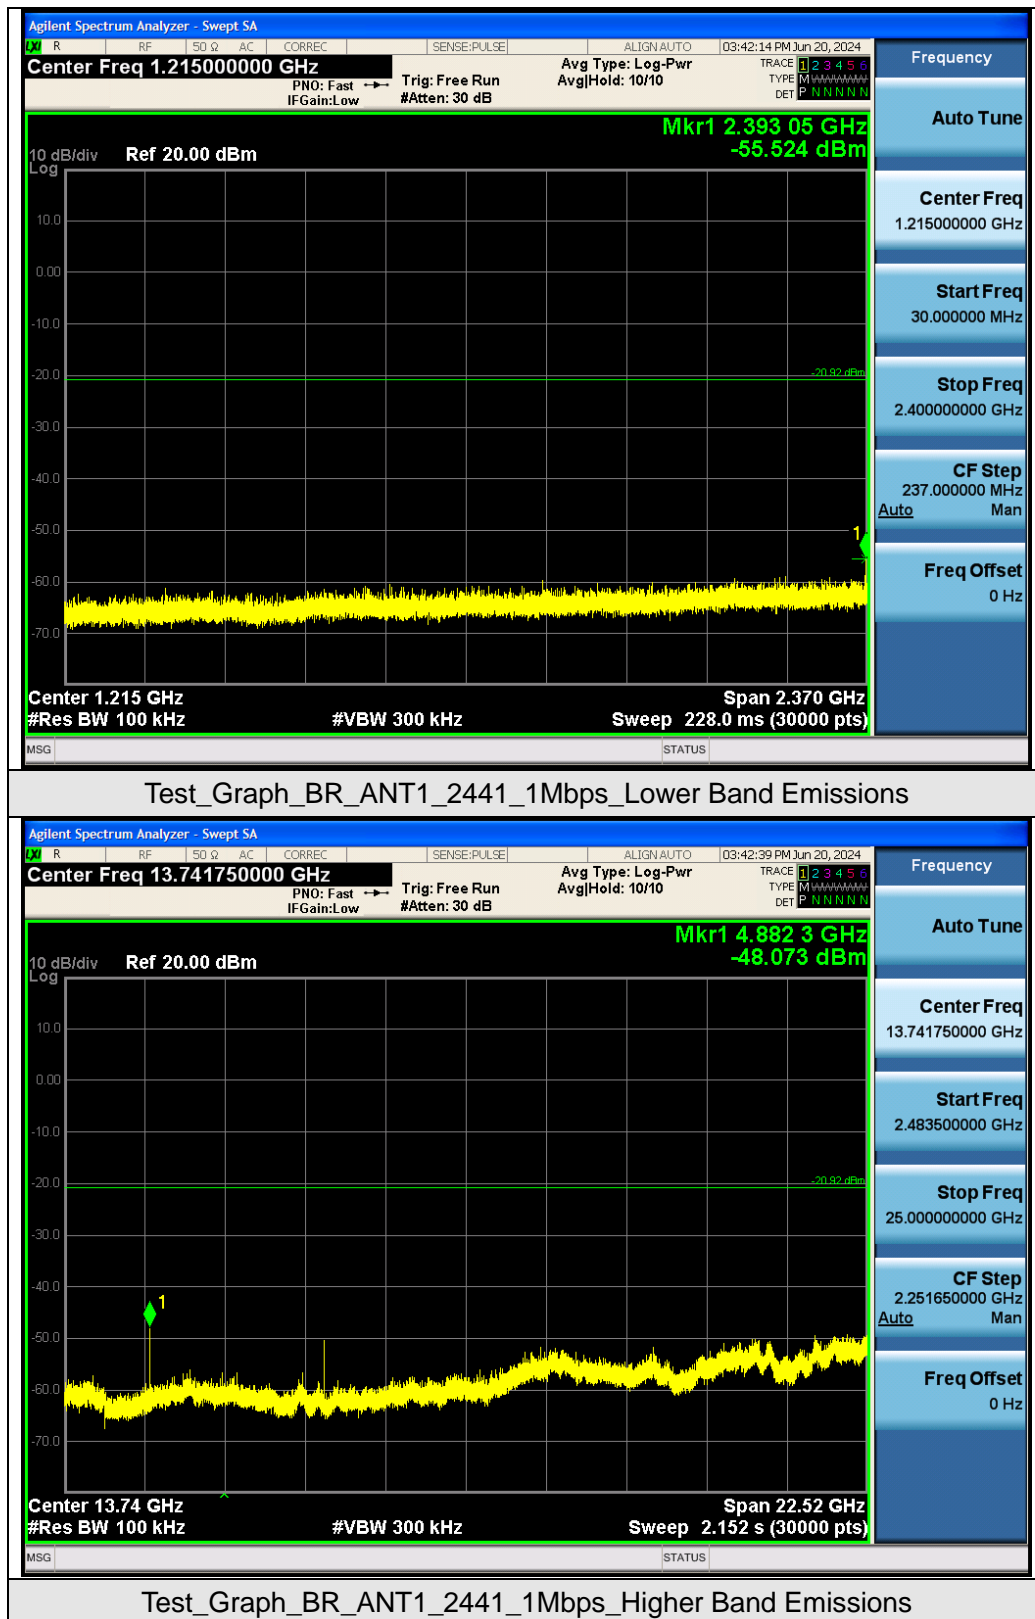 Agilent Spectrum Analyzer - Swept SA
LXI R RF 50 Ω AC CORREC SENSE:PULSE ALIGN AUTO 03:42:14 PM Jun 20, 2024
Center Freq 1.215000000 GHz
PNO: Fast
IFGain:Low
Trig: Free Run
#Atten: 30 dB
Avg Type: Log-Pwr
Avg|Hold: 10/10
TRACE 1 2 3 4 5 6
TYPE M WWWWW
DET P N N N N N
Frequency
Auto Tune
Mkr1 2.393 05 GHz
-55.524 dBm
10 dB/div Ref 20.00 dBm
Log
10.0
0.00
-10.0
-20.0
-20.92 dBm
-30.0
-40.0
-50.0
1
-60.0
-70.0
Center Freq
1.215000000 GHz
Start Freq
30.000000 MHz
Stop Freq
2.400000000 GHz
CF Step
237.000000 MHz
Auto Man
Freq Offset
0 Hz
Center 1.215 GHz Span 2.370 GHz
#Res BW 100 kHz #VBW 300 kHz Sweep 228.0 ms (30000 pts)
MSG STATUS
Test_Graph_BR_ANT1_2441_1Mbps_Lower Band Emissions
Agilent Spectrum Analyzer - Swept SA
LXI R RF 50 Ω AC CORREC SENSE:PULSE ALIGN AUTO 03:42:39 PM Jun 20, 2024
Center Freq 13.741750000 GHz
PNO: Fast
IFGain:Low
Trig: Free Run
#Atten: 30 dB
Avg Type: Log-Pwr
Avg|Hold: 10/10
TRACE 1 2 3 4 5 6
TYPE M WWWWW
DET P N N N N N
Frequency
Auto Tune
Mkr1 4.882 3 GHz
-48.073 dBm
10 dB/div Ref 20.00 dBm
Log
10.0
0.00
-10.0
-20.0
-20.92 dBm
-30.0
-40.0
1
-50.0
-60.0
-70.0
Center Freq
13.741750000 GHz
Start Freq
2.483500000 GHz
Stop Freq
25.000000000 GHz
CF Step
2.251650000 GHz
Auto Man
Freq Offset
0 Hz
Center 13.74 GHz Span 22.52 GHz
#Res BW 100 kHz #VBW 300 kHz Sweep 2.152 s (30000 pts)
MSG STATUS
Test_Graph_BR_ANT1_2441_1Mbps_Higher Band Emissions